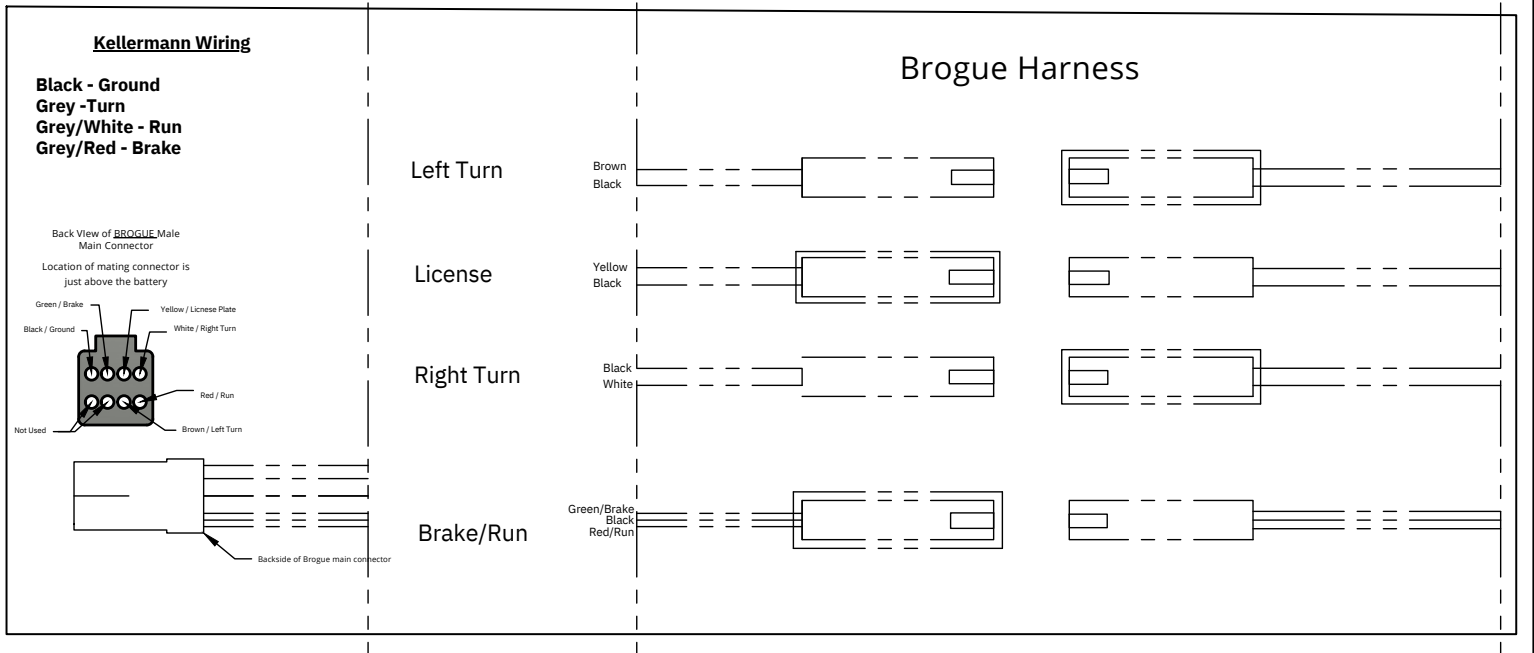 Kellermann Wiring
Black - Ground
Grey -Turn
Grey/White - Run
Grey/Red - Brake
Back VIew of BROGUE Male
Main Connector
Location of mating connector is
just above the battery
Green / Brake
Yellow / Licnese Plate
Black / Ground
White / Right Turn
Red / Run
Not Used
Brown / Left Turn
Backside of Brogue main connector
Brogue Harness
Left Turn
Brown
Black
License
Yellow
Black
Right Turn
Black
White
Brake/Run
Green/Brake
Black
Red/Run